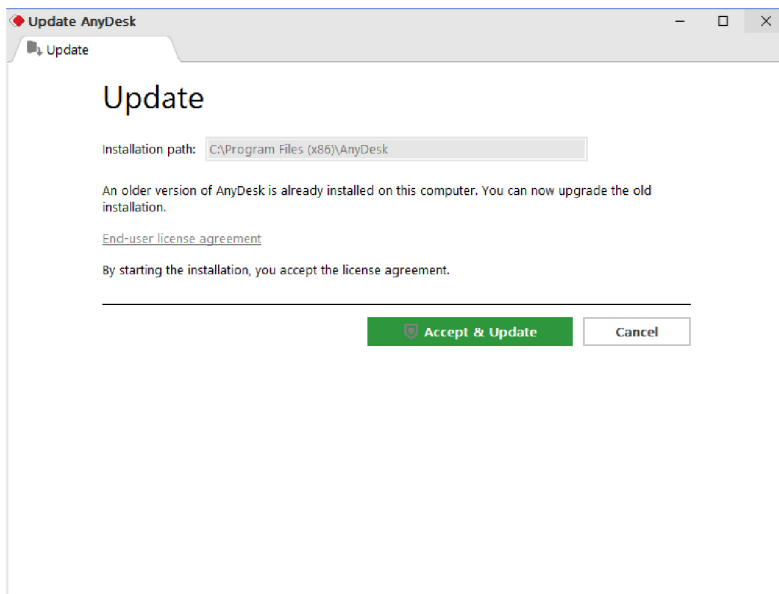 Update AnyDesk
Update
Update
Installation path: C:\Program Files (x86)\AnyDesk
An older version of AnyDesk is already installed on this computer. You can now upgrade the old
installation.
End-user license agreement
By starting the installation, you accept the license agreement.
Accept & Update Cancel